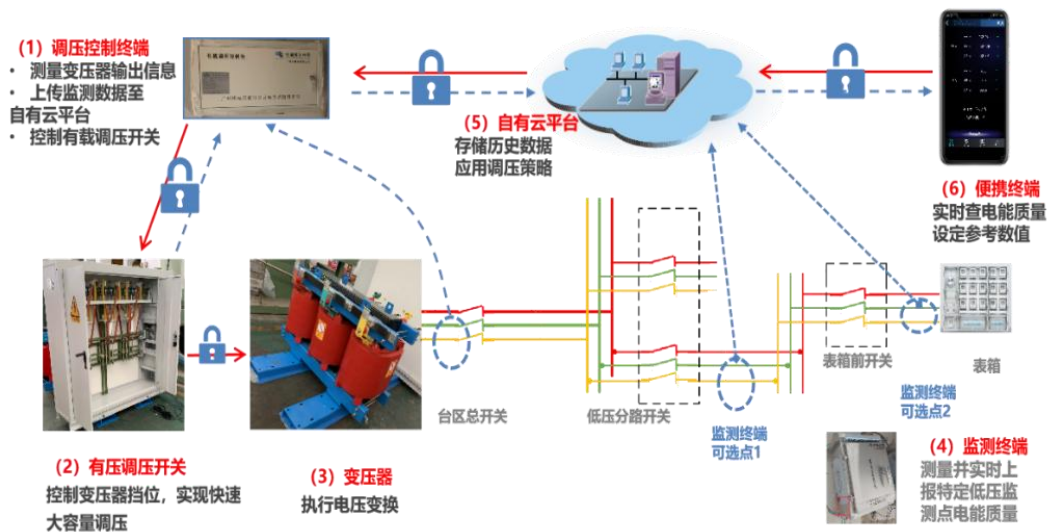 （1）调压控制终端
• 测量变压器输出信息
• 上传监测数据至
自有云平台
• 控制有载调压开关
（5）自有云平台
存储历史数据
应用调压策略
（6）便携终端
实时查电能质量
设定参考数值
台区总开关
低压分路开关
表箱前开关
表箱
监测终端
可选点1
监测终端
可选点2
（2）有压调压开关
控制变压器挡位，实现快速
大容量调压
（3）变压器
执行电压变换
（4）监测终端
测量并实时上
报特定低压监
测点电能质量